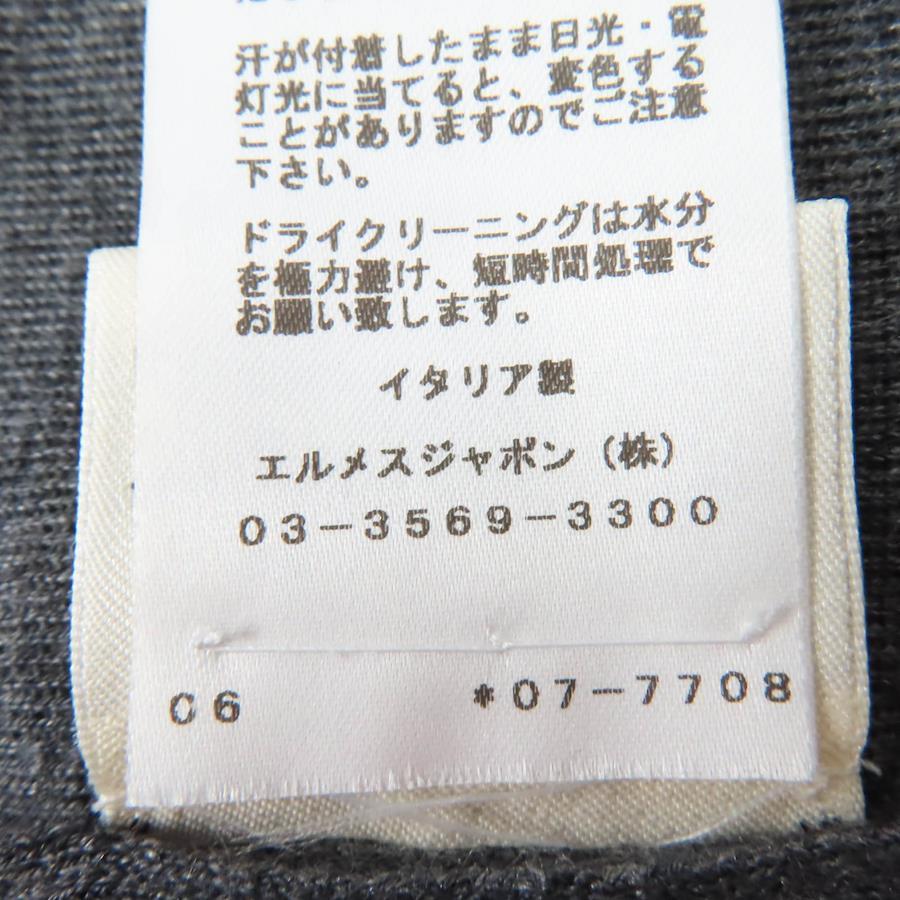 汗が付着したまま日光・電
灯光に当てると、変色する
ことがありますのでご注意
下さい。
ドライクリーニングは水分
を極力避け、短時間処理で
お願い致します。
イタリア製
エルメスジャポン（株）
03-3569-3300
C6 *07-7708